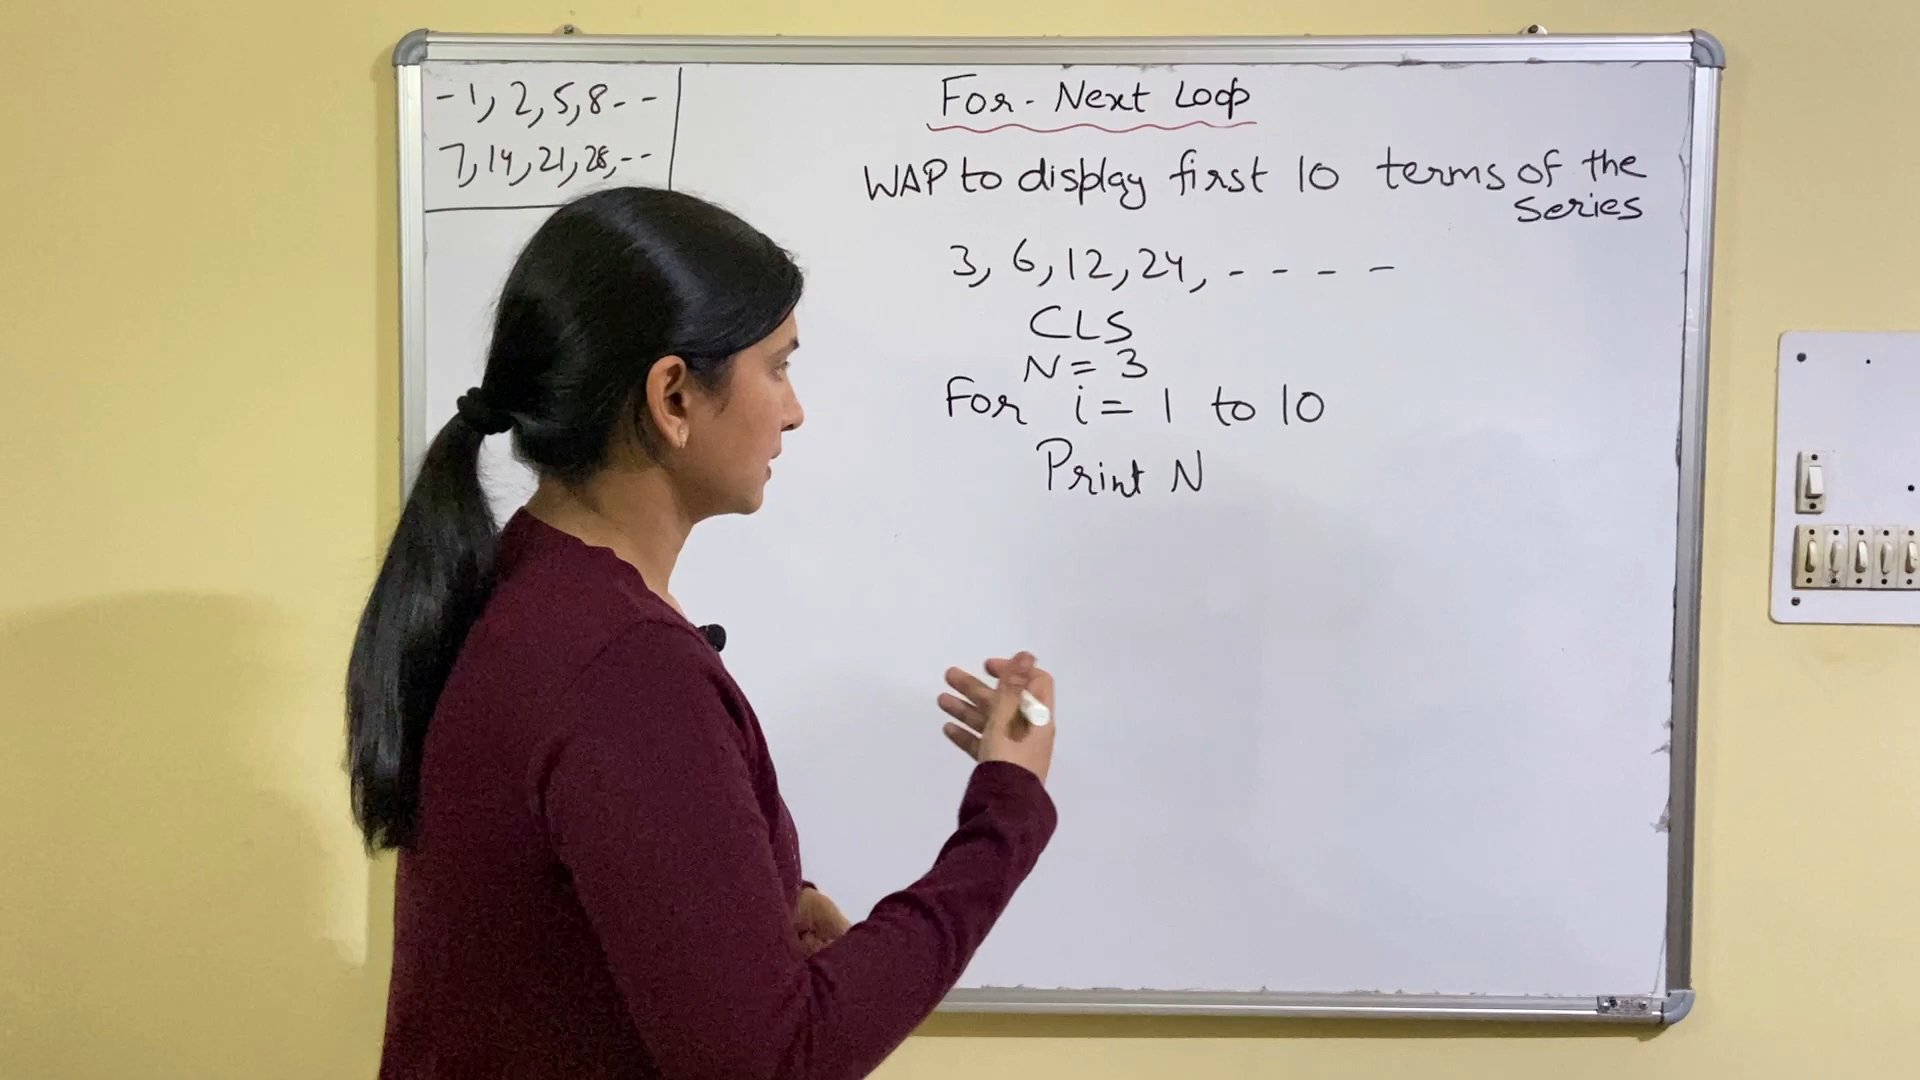 -1, 2, 5, 8 - -
7, 14, 21, 28, - -
For - Next Loop
WAP to display first 10 terms of the
series
3, 6, 12, 24, - - - -
CLS
N = 3
For i = 1 to 10
Print N